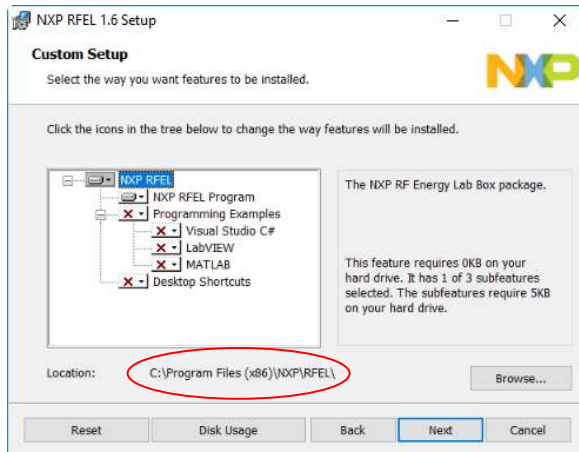 NXP RFEL 1.6 Setup
Custom Setup
Select the way you want features to be installed.
NXP
Click the icons in the tree below to change the way features will be installed.
NXP RFEL
NXP RFEL Program
Programming Examples
Visual Studio C#
LabVIEW
MATLAB
Desktop Shortcuts
The NXP RF Energy Lab Box package.
This feature requires 0KB on your
hard drive. It has 1 of 3 subfeatures
selected. The subfeatures require 5KB
on your hard drive.
Location: C:\Program Files (x86)\NXP\RFEL\
Browse...
Reset Disk Usage Back Next Cancel